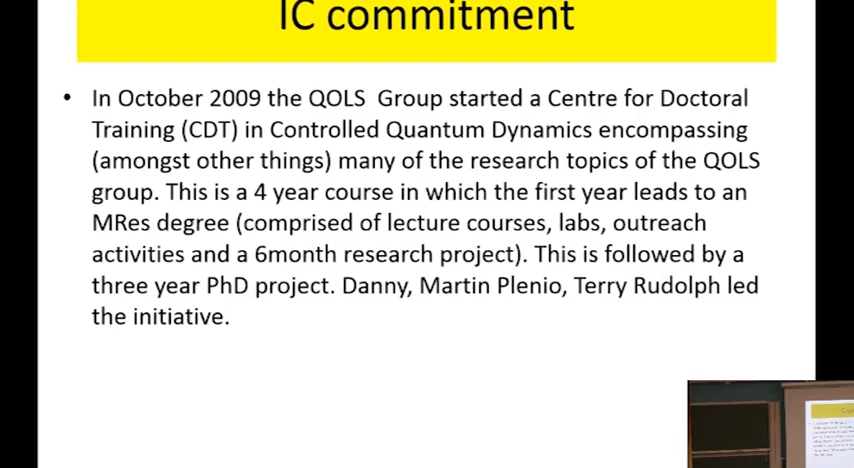 IC commitment
• In October 2009 the QOLS Group started a Centre for Doctoral
Training (CDT) in Controlled Quantum Dynamics encompassing
(amongst other things) many of the research topics of the QOLS
group. This is a 4 year course in which the first year leads to an
MRes degree (comprised of lecture courses, labs, outreach
activities and a 6month research project). This is followed by a
three year PhD project. Danny, Martin Plenio, Terry Rudolph led
the initiative.